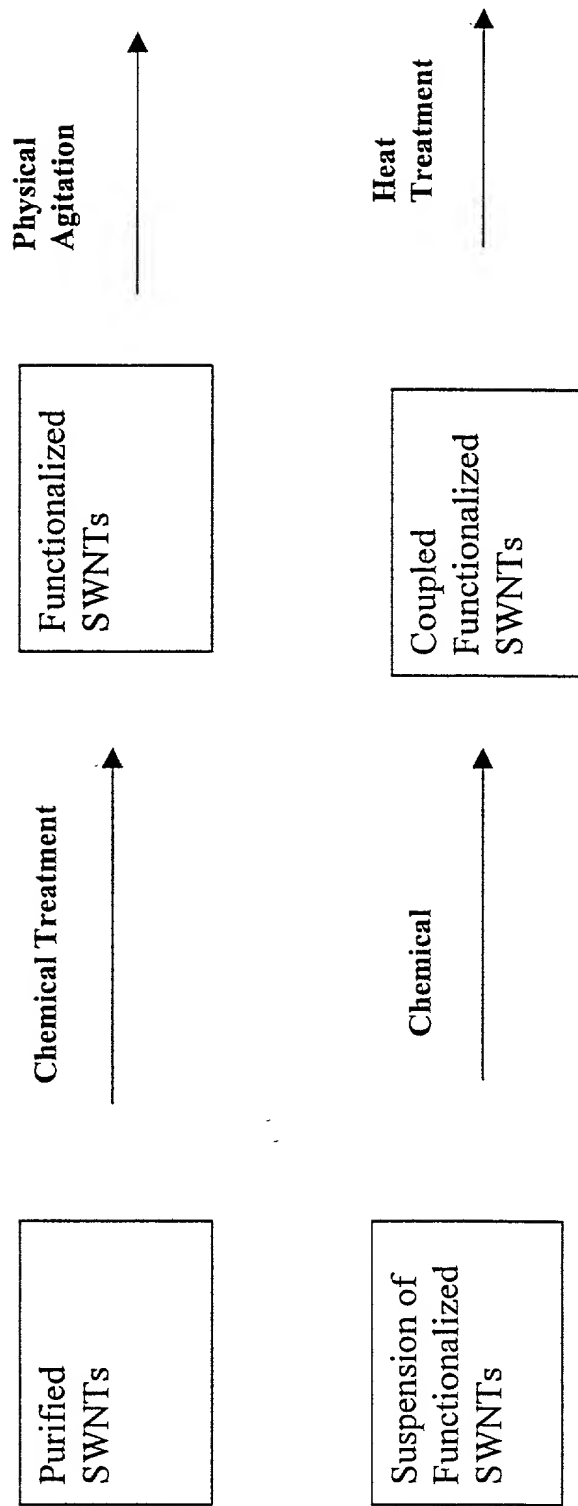 Purified
SWNTs
Chemical Treatment
Functionalized
SWNTs
Physical
Agitation
Suspension of
Functionalized
SWNTs
Chemical
Coupled
Functionalized
SWNTs
Heat
Treatment